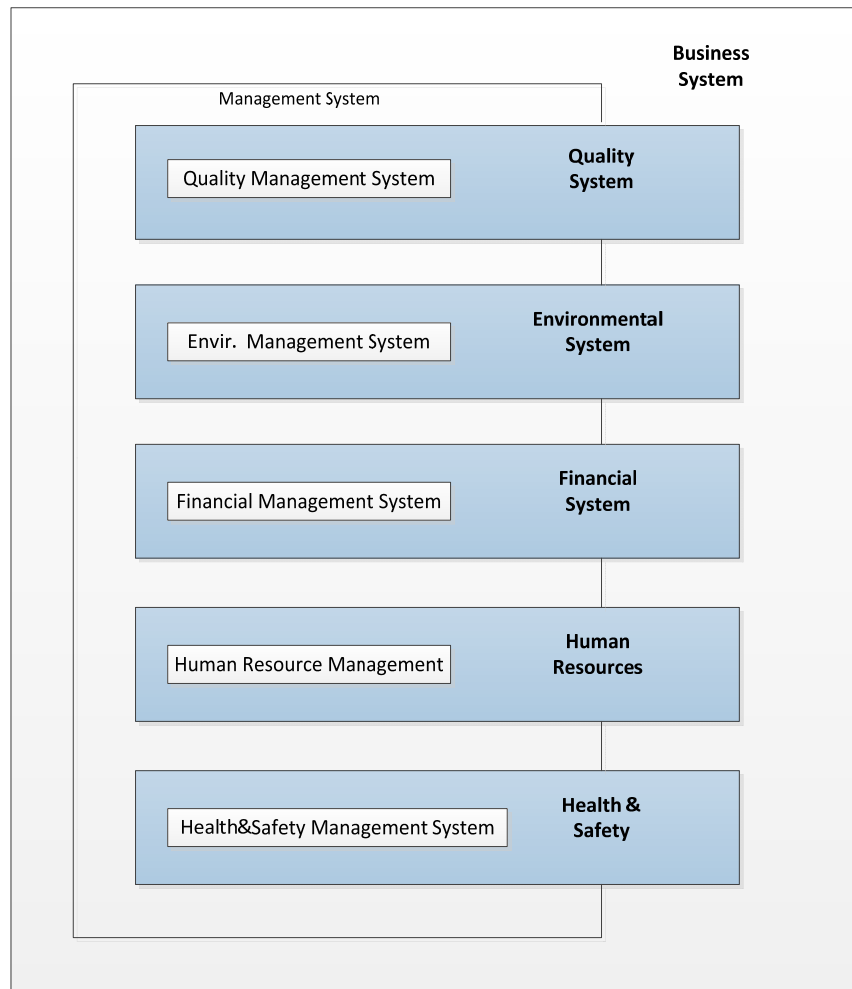 Business
System
Management System
Quality Management System
Quality
System
Envir.  Management System
Environmental
System
Financial Management System
Financial
System
Human Resource Management
Human
Resources
Health&Safety Management System
Health &
Safety